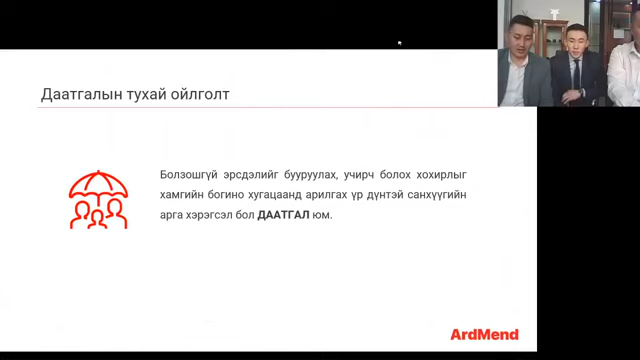 Даатгалын тухай ойлголт
Болзошгүй эрсдэлийг бууруулах, учирч болох хохирлыг
хамгийн богино хугацаанд арилгах үр дүнтэй санхүүгийн
арга хэрэгсэл бол ДААТГАЛ юм.
ArdMend